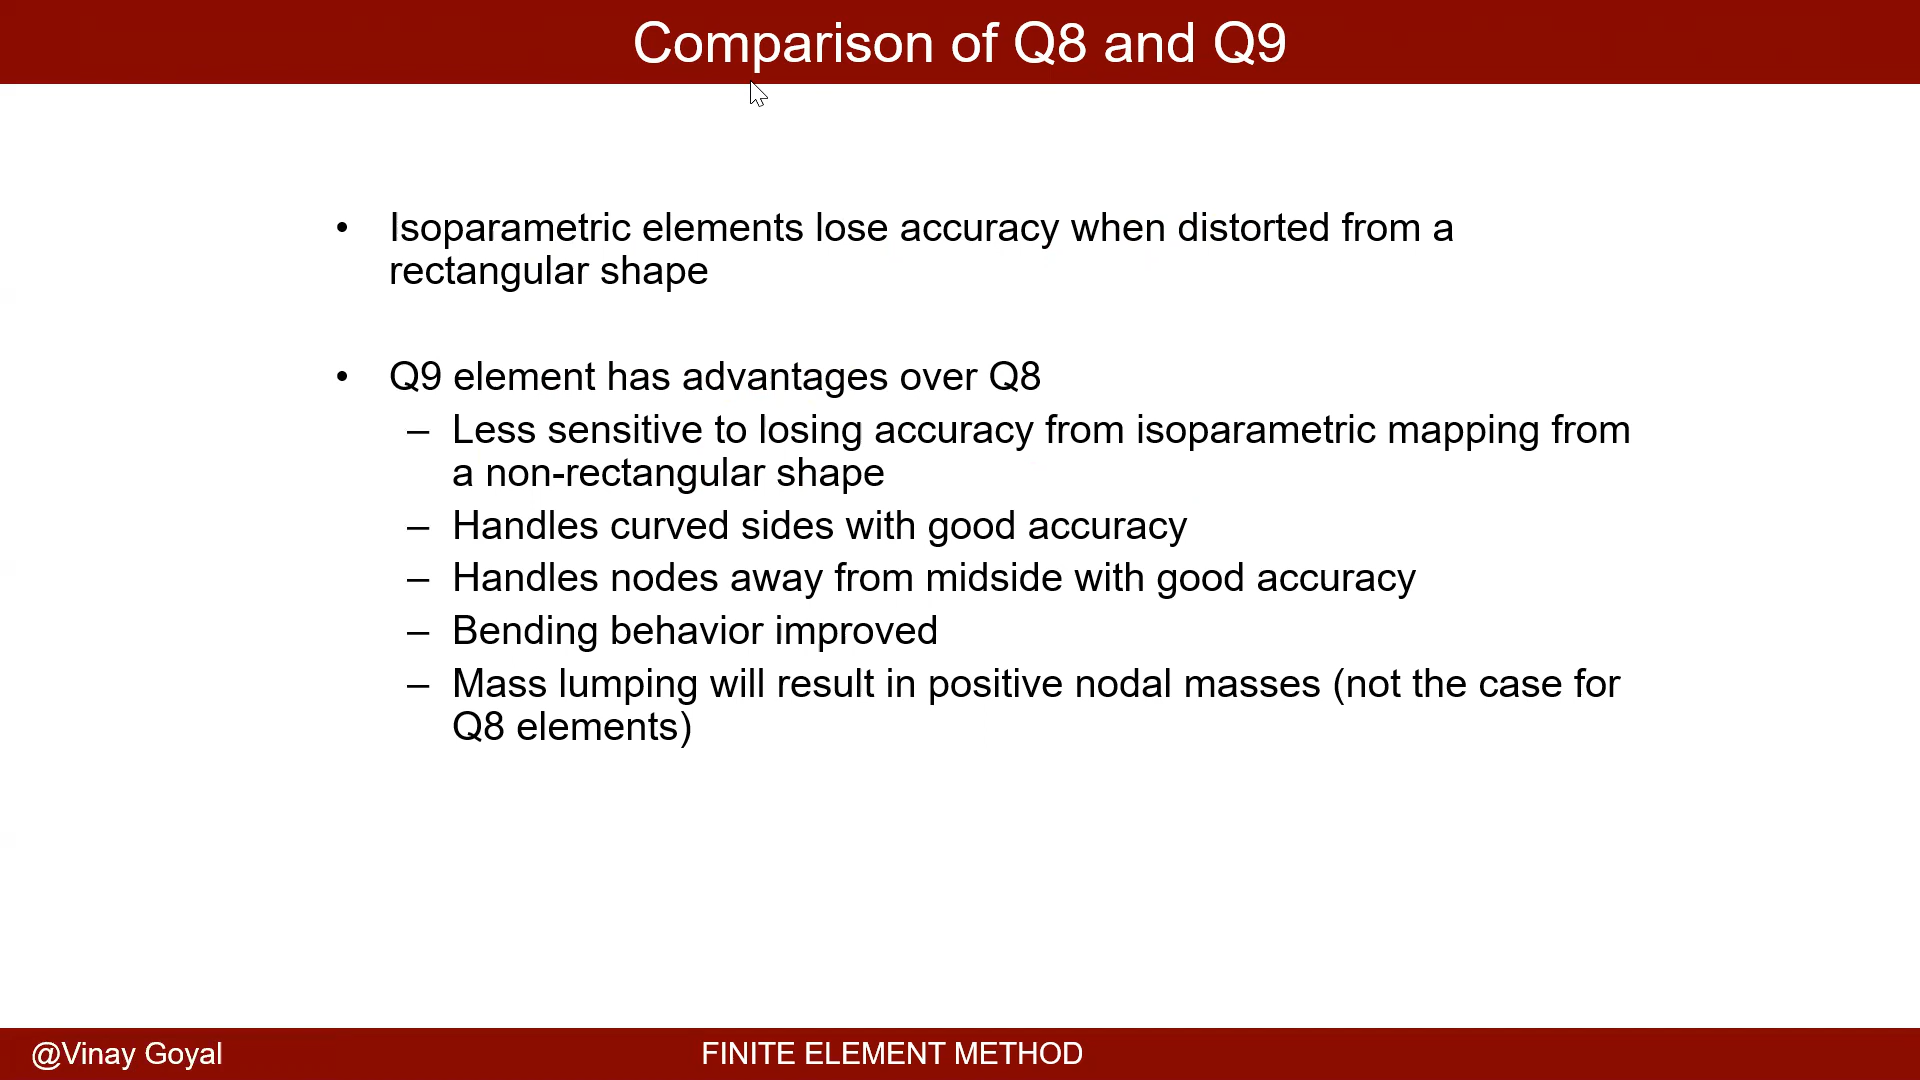 Comparison of Q8 and Q9
• Isoparametric elements lose accuracy when distorted from a
rectangular shape
• Q9 element has advantages over Q8
– Less sensitive to losing accuracy from isoparametric mapping from
a non-rectangular shape
– Handles curved sides with good accuracy
– Handles nodes away from midside with good accuracy
– Bending behavior improved
– Mass lumping will result in positive nodal masses (not the case for
Q8 elements)
@Vinay Goyal
FINITE ELEMENT METHOD